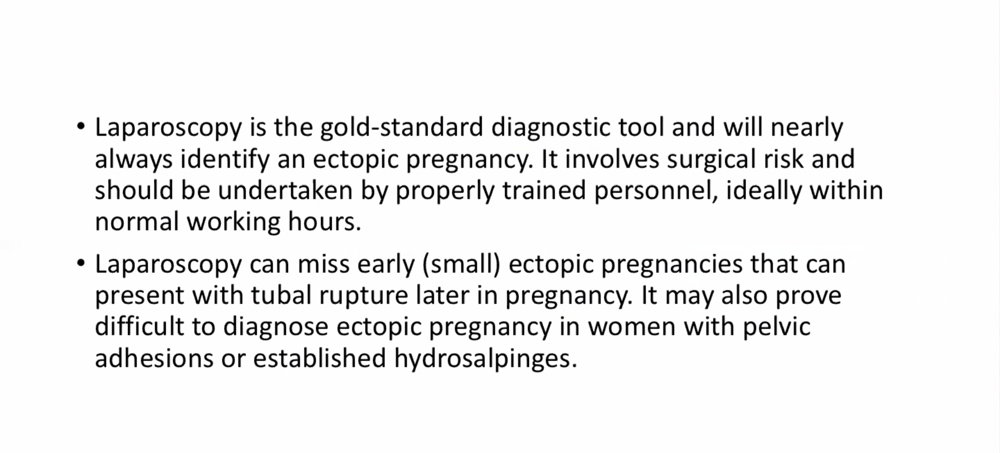 • Laparoscopy is the gold-standard diagnostic tool and will nearly
always identify an ectopic pregnancy. It involves surgical risk and
should be undertaken by properly trained personnel, ideally within
normal working hours.
• Laparoscopy can miss early (small) ectopic pregnancies that can
present with tubal rupture later in pregnancy. It may also prove
difficult to diagnose ectopic pregnancy in women with pelvic
adhesions or established hydrosalpinges.